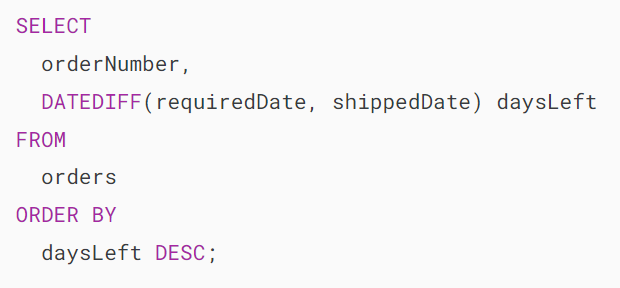 SELECT
orderNumber,
DATEDIFF(requiredDate, shippedDate) daysLeft
FROM
orders
ORDER BY
daysLeft DESC;